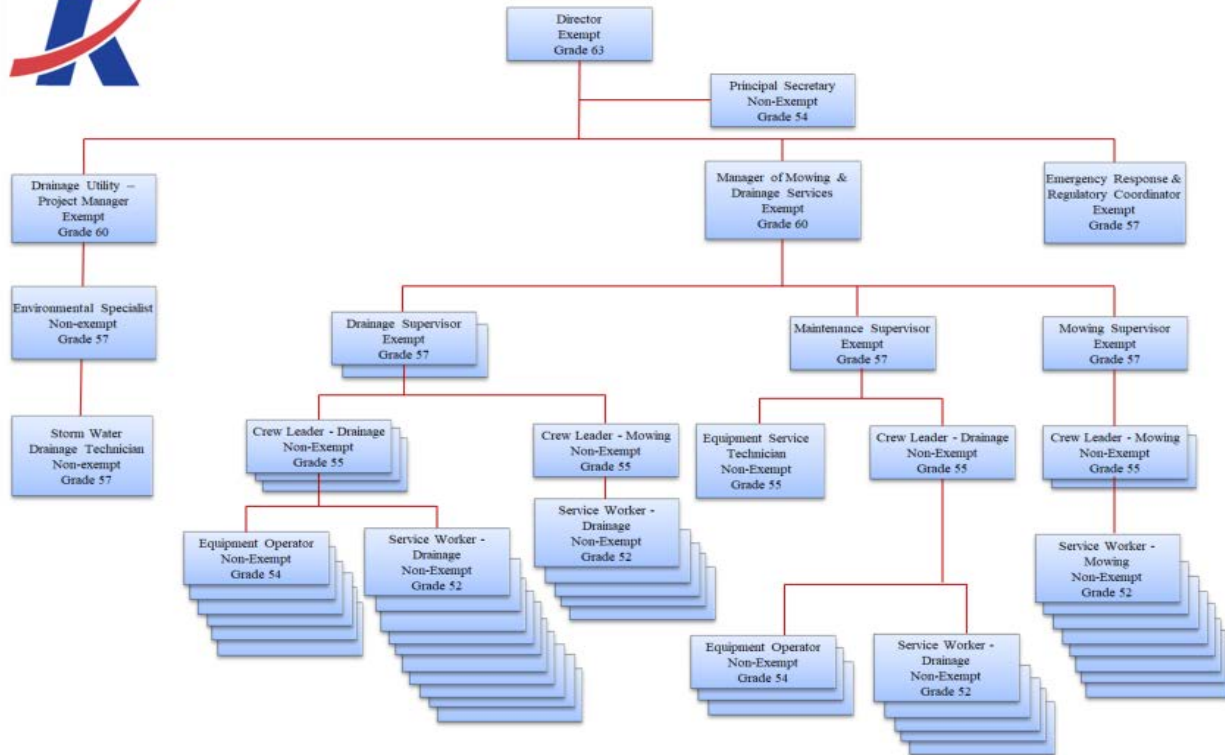 Director
Exempt
Grade 63
Principal Secretary
Non-Exempt
Grade 54
Drainage Utility –
Project Manager
Exempt
Grade 60
Manager of Mowing &
Drainage Services
Exempt
Grade 60
Emergency Response &
Regulatory Coordinator
Exempt
Grade 57
Environmental Specialist
Non-exempt
Grade 57
Drainage Supervisor
Exempt
Grade 57
Maintenance Supervisor
Exempt
Grade 57
Mowing Supervisor
Exempt
Grade 57
Storm Water
Drainage Technician
Non-exempt
Grade 57
Crew Leader - Drainage
Non-Exempt
Grade 55
Crew Leader - Mowing
Non-Exempt
Grade 55
Equipment Service
Technician
Non-Exempt
Grade 55
Crew Leader - Drainage
Non-Exempt
Grade 55
Crew Leader - Mowing
Non-Exempt
Grade 55
Equipment Operator
Non-Exempt
Grade 54
Service Worker -
Drainage
Non-Exempt
Grade 52
Service Worker -
Drainage
Non-Exempt
Grade 52
Service Worker -
Mowing
Non-Exempt
Grade 52
Equipment Operator
Non-Exempt
Grade 54
Service Worker -
Drainage
Non-Exempt
Grade 52